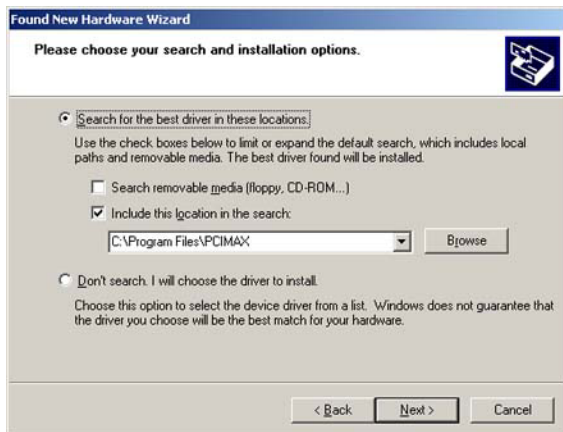 Found New Hardware Wizard
Please choose your search and installation options.
Search for the best driver in these locations.
Use the check boxes below to limit or expand the default search, which includes local
paths and removable media. The best driver found will be installed.
Search removable media (floppy, CD-ROM...)
Include this location in the search:
C:\Program Files\PCIMAX
Browse
Don't search. I will choose the driver to install.
Choose this option to select the device driver from a list. Windows does not guarantee that
the driver you choose will be the best match for your hardware.
< Back
Next >
Cancel